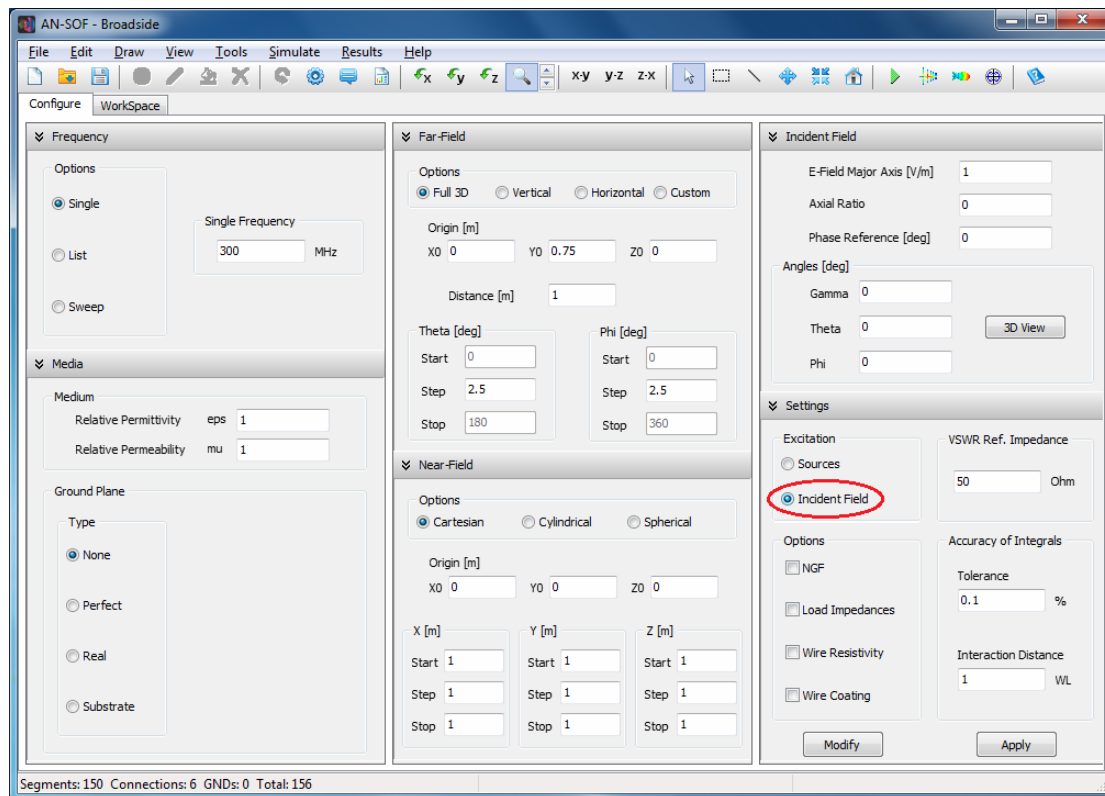 AN-SOF - Broadside
File Edit Draw View Tools Simulate Results Help
x-y y-z z-x
Configure WorkSpace
Frequency
Options
Single
List
Sweep
Single Frequency
300 MHz
Media
Medium
Relative Permittivity eps 1
Relative Permeability mu 1
Ground Plane
Type
None
Perfect
Real
Substrate
Far-Field
Options
Full 3D Vertical Horizontal Custom
Origin [m]
X0 0 Y0 0.75 Z0 0
Distance [m] 1
Theta [deg]
Start 0
Step 2.5
Stop 180
Phi [deg]
Start 0
Step 2.5
Stop 360
Near-Field
Options
Cartesian Cylindrical Spherical
Origin [m]
X0 0 Y0 0 Z0 0
X [m] Y [m] Z [m]
Start 1 Start 1 Start 1
Step 1 Step 1 Step 1
Stop 1 Stop 1 Stop 1
Incident Field
E-Field Major Axis [V/m] 1
Axial Ratio 0
Phase Reference [deg] 0
Angles [deg]
Gamma 0
Theta 0
Phi 0
3D View
Settings
Excitation
Sources
Incident Field
VSWR Ref. Impedance
50 Ohm
Options
NGF
Load Impedances
Wire Resistivity
Wire Coating
Accuracy of Integrals
Tolerance
0.1 %
Interaction Distance
1 WL
Modify Apply
Segments: 150 Connections: 6 GNDs: 0 Total: 156